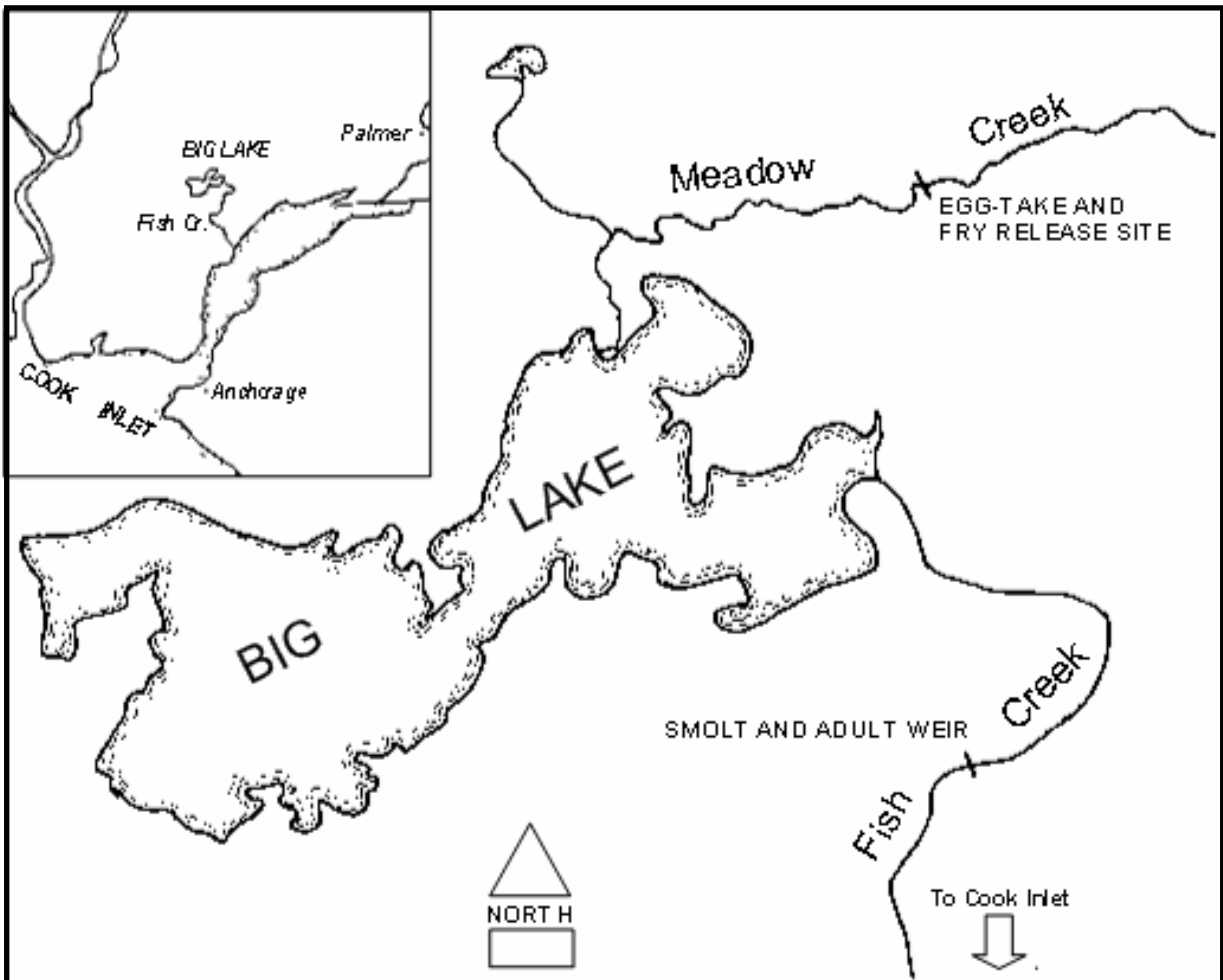 Palmer
BIG LAKE
Fish Cr.
COOK INLET
Anchorage
Meadow Creek
EGG-TAKE AND
FRY RELEASE SITE
BIG LAKE
SMOLT AND ADULT WEIR
Fish Creek
NORTH
To Cook Inlet